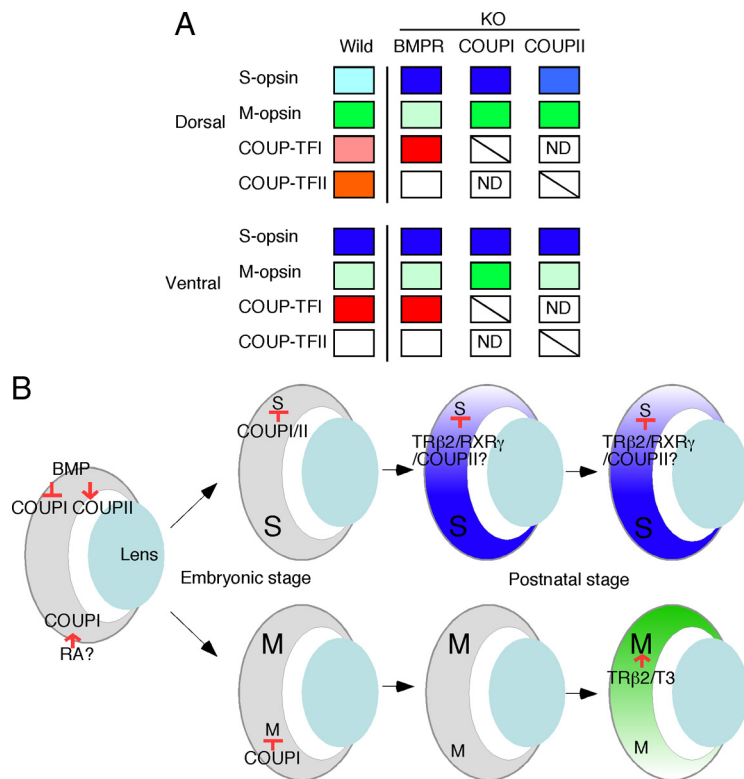 A
KO
Wild BMPR COUPI COUPII
S-opsin
M-opsin
Dorsal
COUP-TFI ND
COUP-TFII ND
S-opsin
M-opsin
Ventral
COUP-TFI ND
COUP-TFII ND
B
BMP
COUPI COUPII
Lens
COUPI
RA?
S
COUPI/II
S
S
TRβ2/RXRγ
/COUPII?
S
S
TRβ2/RXRγ
/COUPII?
S
Embryonic stage
Postnatal stage
M
M
COUPI
M
M
M
TRβ2/T3
M